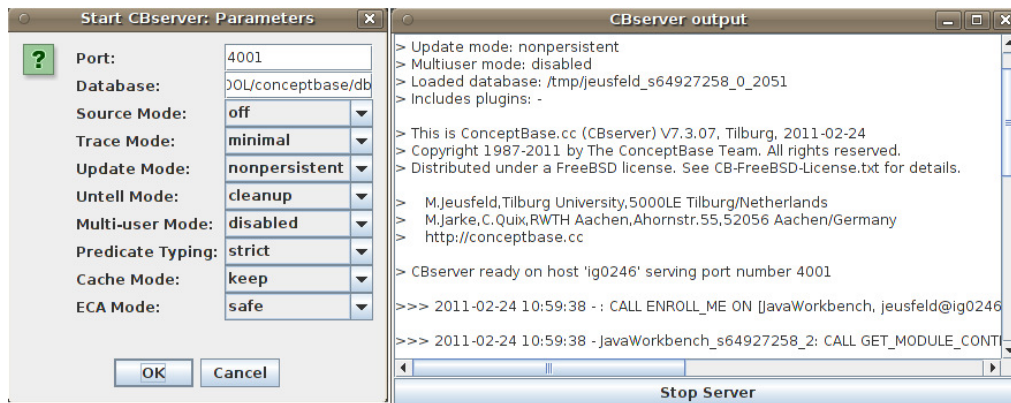 Start CBserver: Parameters
Port: 4001
Database: OOL/conceptbase/db
Source Mode: off
Trace Mode: minimal
Update Mode: nonpersistent
Untell Mode: cleanup
Multi-user Mode: disabled
Predicate Typing: strict
Cache Mode: keep
ECA Mode: safe
OK Cancel
CBserver output
> Update mode: nonpersistent
> Multiuser mode: disabled
> Loaded database: /tmp/jeusfeld_s64927258_0_2051
> Includes plugins: -
> This is ConceptBase.cc (CBserver) V7.3.07, Tilburg, 2011-02-24
> Copyright 1987-2011 by The ConceptBase Team. All rights reserved.
> Distributed under a FreeBSD license. See CB-FreeBSD-License.txt for details.
> M.Jeusfeld,Tilburg University,5000LE Tilburg/Netherlands
> M.Jarke,C.Quix,RWTH Aachen,Ahornstr.55,52056 Aachen/Germany
> http://conceptbase.cc
> CBserver ready on host 'ig0246' serving port number 4001
>>> 2011-02-24 10:59:38 - : CALL ENROLL_ME ON [JavaWorkbench, jeusfeld@ig0246
>>> 2011-02-24 10:59:38 - JavaWorkbench_s64927258_2: CALL GET_MODULE_CONT
Stop Server